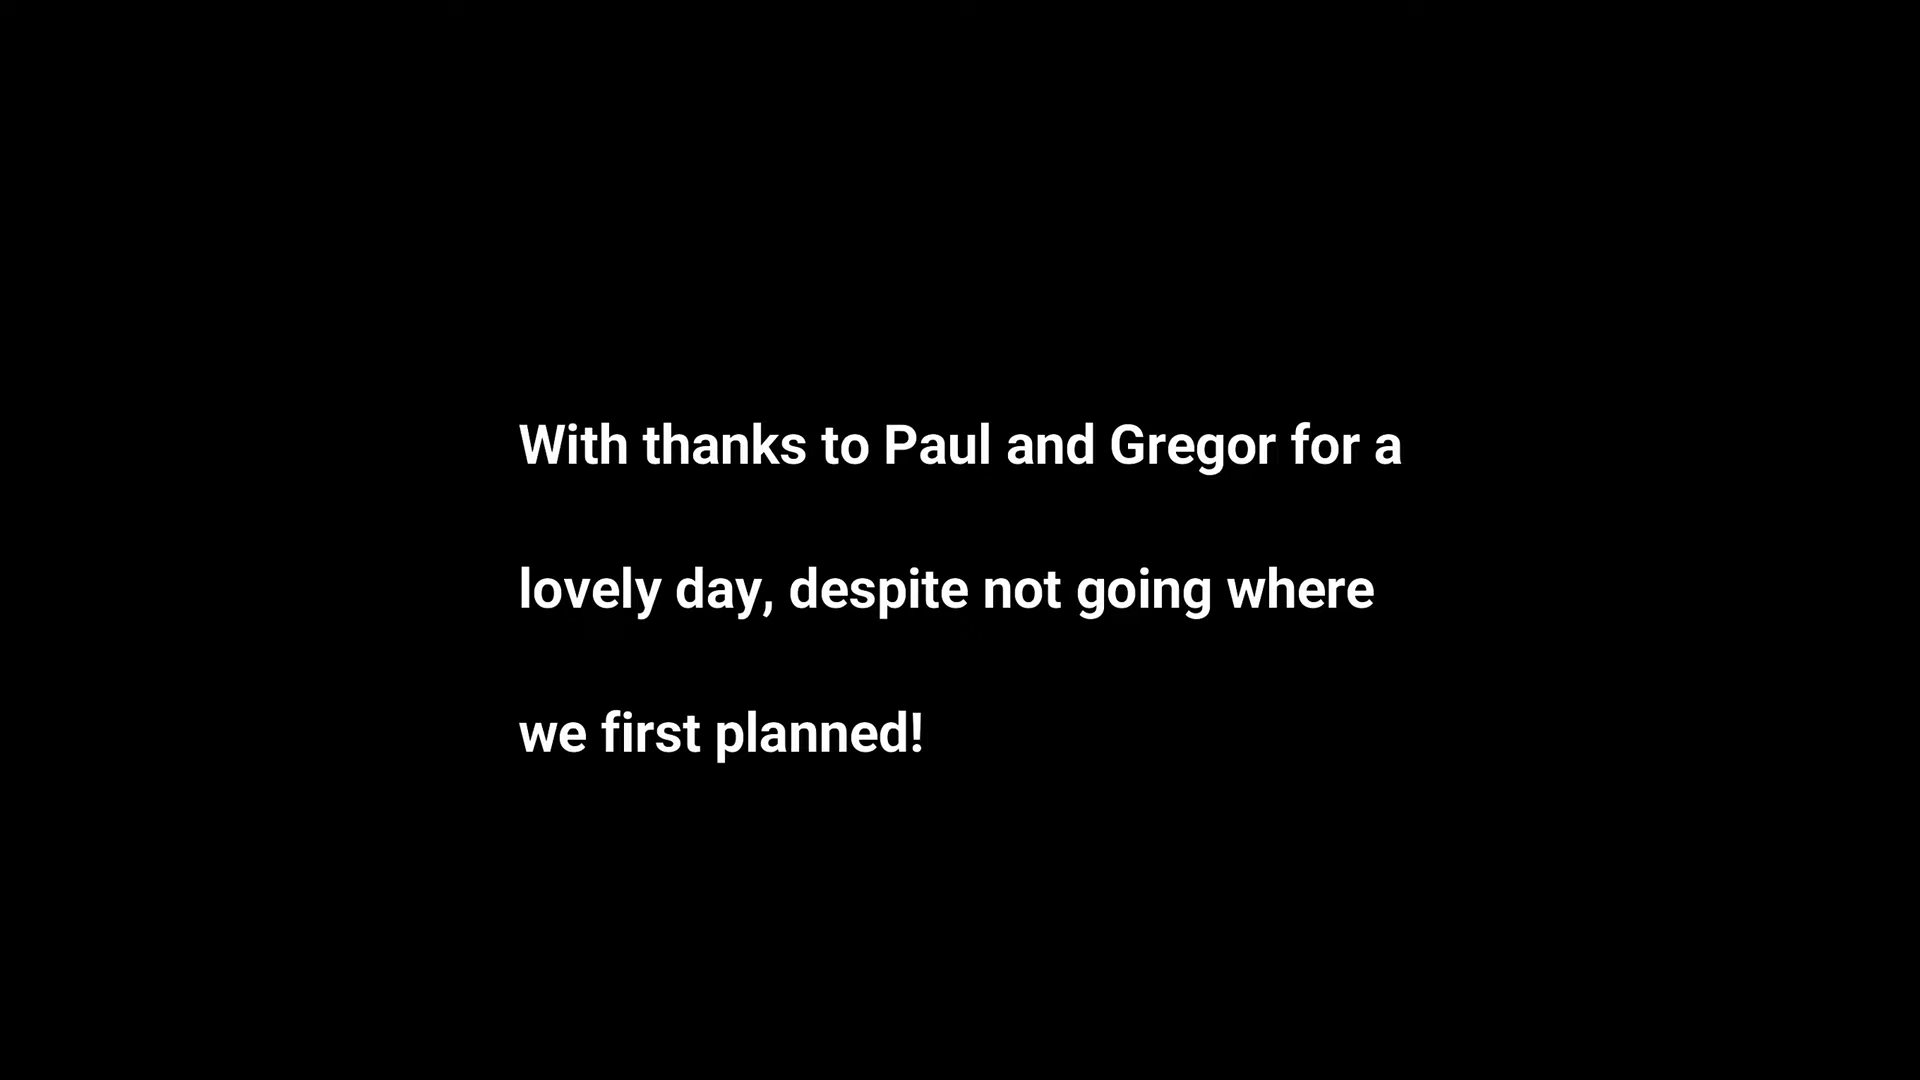 With thanks to Paul and Gregor for a
lovely day, despite not going where
we first planned!